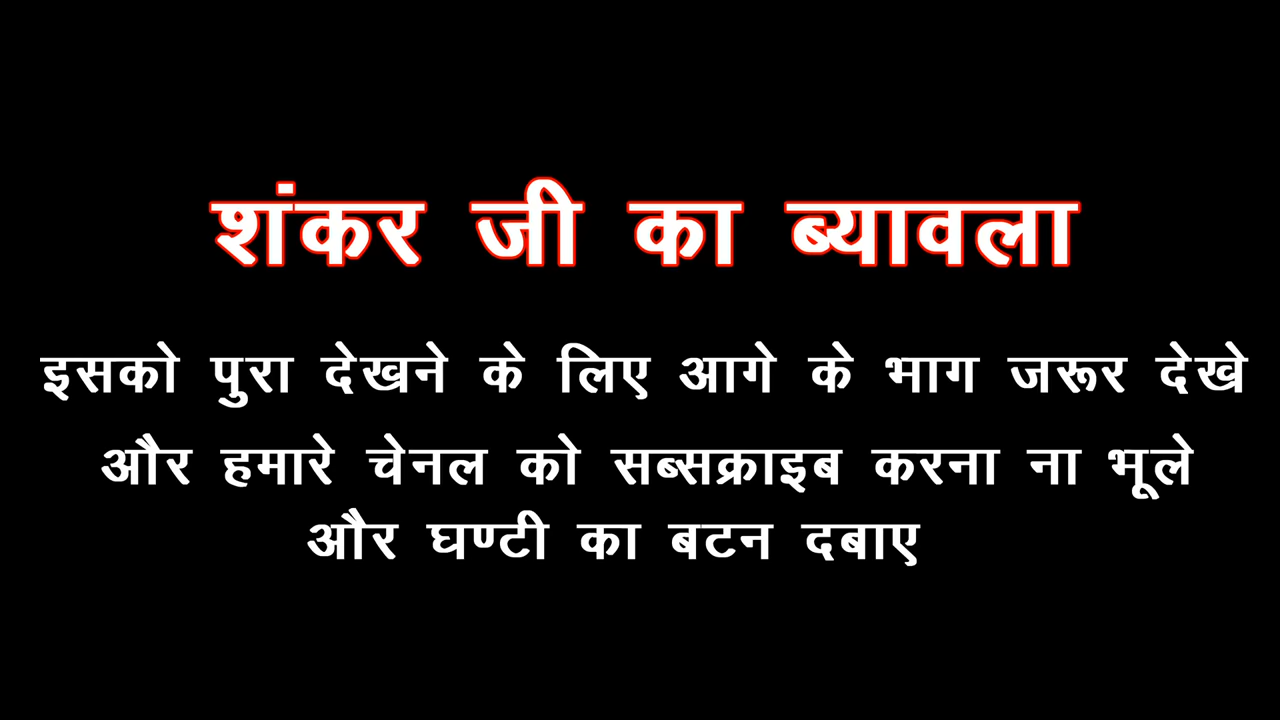 शंकर जी का ब्यावला
इसको पुरा देखने के लिए आगे के भाग जरूर देखे
और हमारे चेनल को सब्सक्राइब करना ना भूले
और घण्टी का बटन दबाए